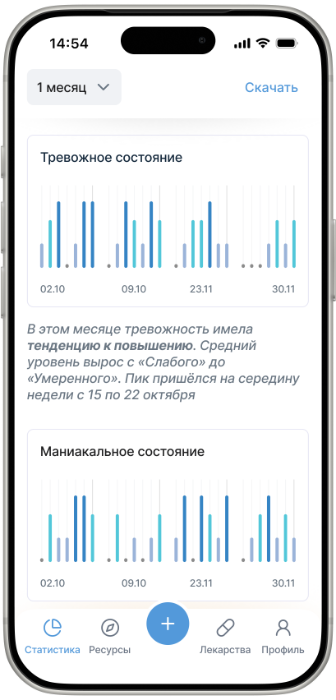 14:54
1 месяц
Скачать
Тревожное состояние
02.10 09.10 23.11 30.11
В этом месяце тревожность имела
тенденцию к повышению. Средний
уровень вырос с «Слабого» до
«Умеренного». Пик пришёлся на середину
недели с 15 по 22 октября
Маниакальное состояние
02.10 09.10 23.11 30.11
Статистика Ресурсы Лекарства Профиль